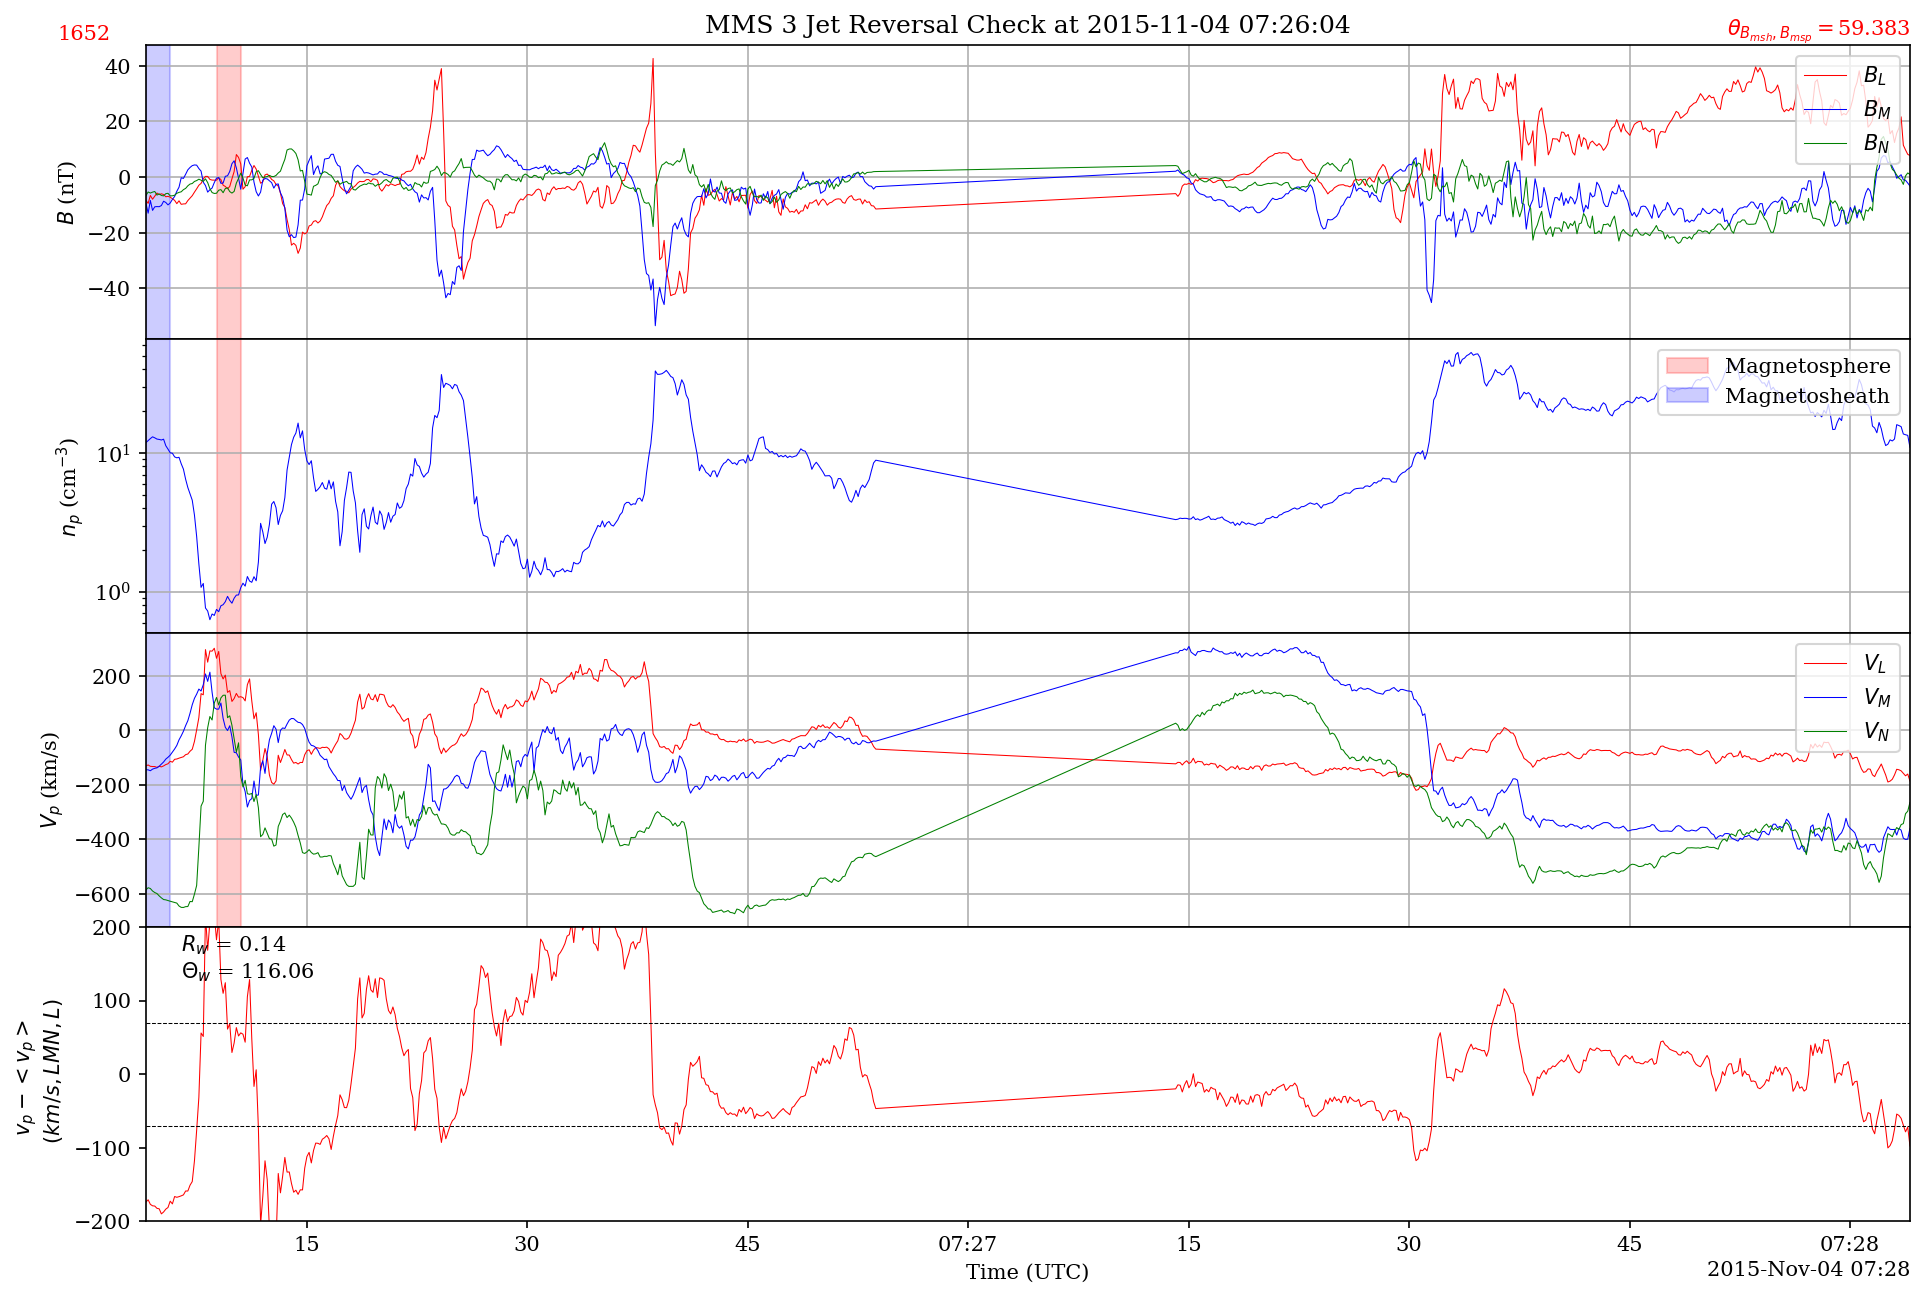 MMS 3 Jet Reversal Check at 2015-11-04 07:26:04
1652
θ_{B_{msh}, B_{msp}} = 59.383
40
20
0
−20
−40
B (nT)
B_L
B_M
B_N
10^1
10^0
n_p (cm^{−3})
Magnetosphere
Magnetosheath
200
0
−200
−400
−600
V_p (km/s)
V_L
V_M
V_N
200
100
0
−100
−200
v_p − < v_p >
(km/s, LMN, L)
R_w = 0.14
Θ_w = 116.06
15 30 45 07:27 15 30 45 07:28
Time (UTC)
2015-Nov-04 07:28